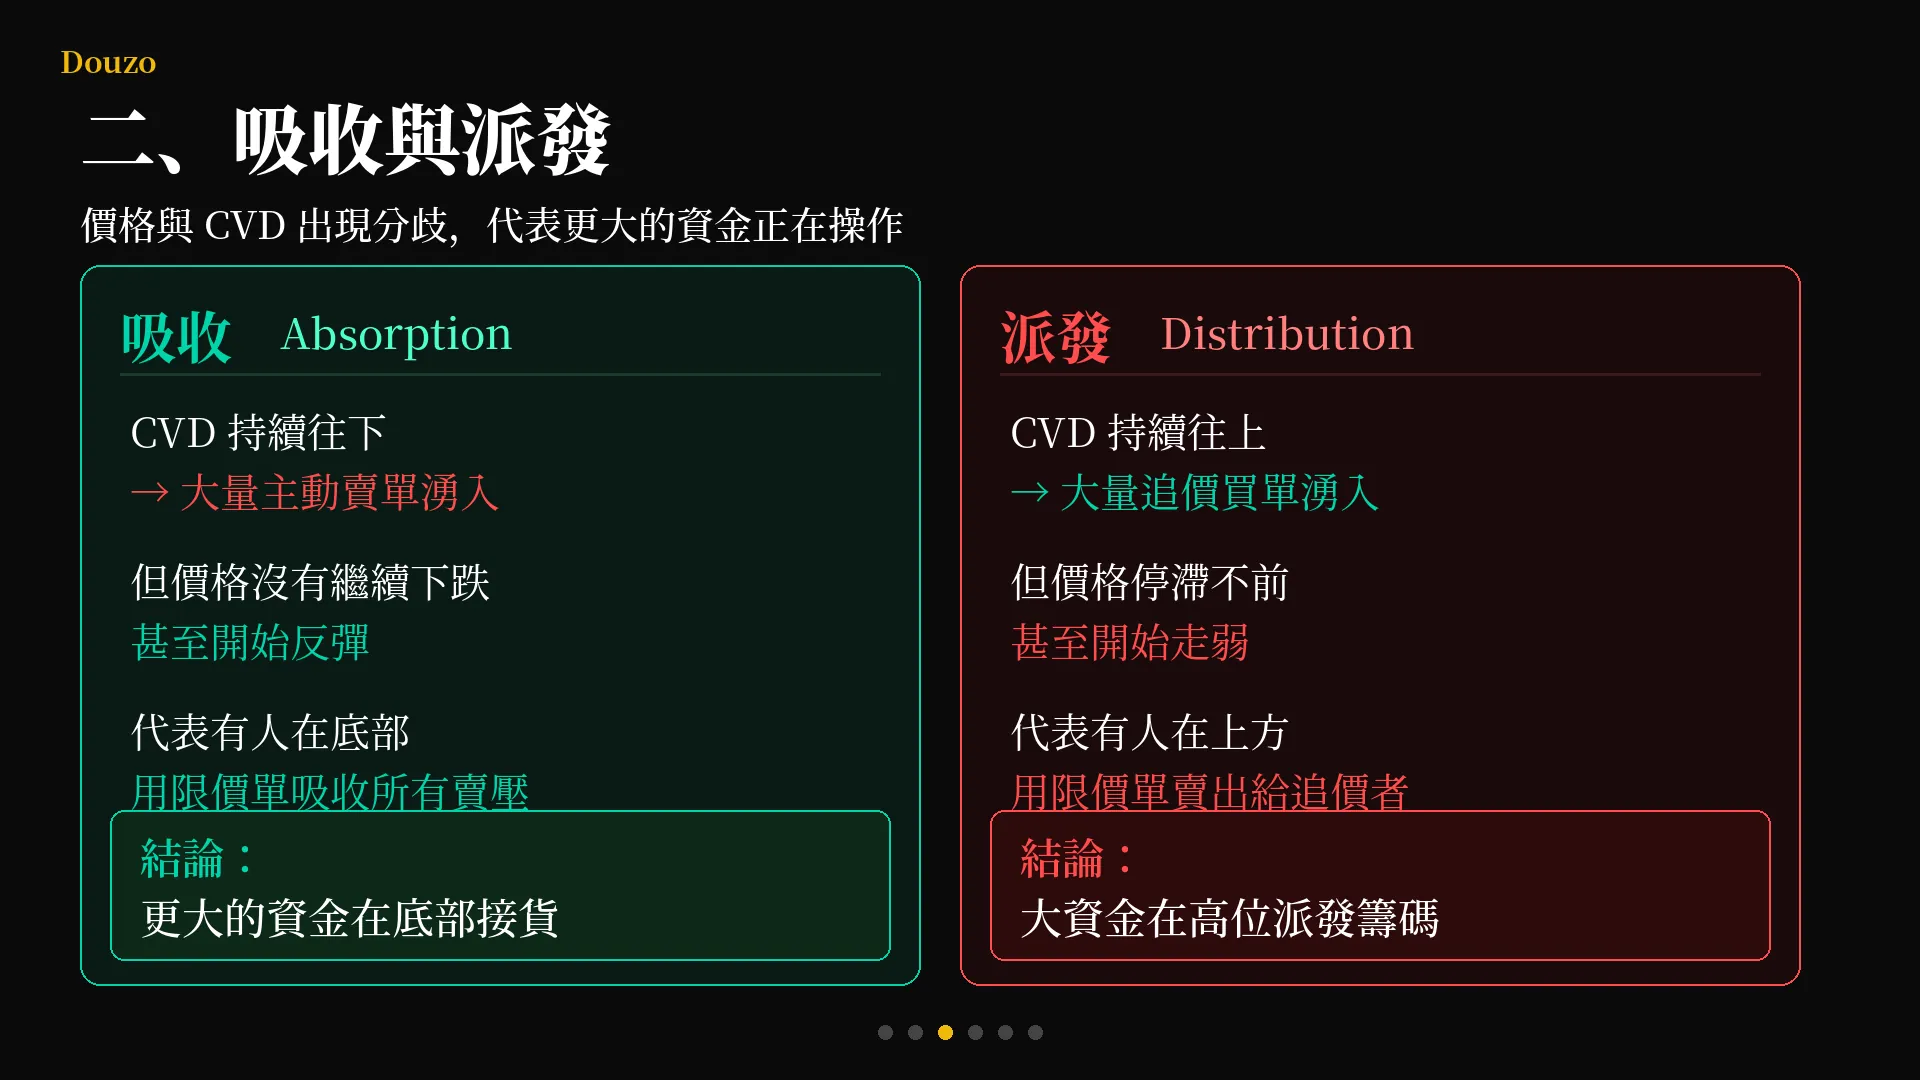 Douzo
二、吸收與派發
價格與 CVD 出現分歧，代表更大的資金正在操作
吸收 Absorption
CVD 持續往下
→ 大量主動賣單湧入
但價格沒有繼續下跌
甚至開始反彈
代表有人在底部
用限價單吸收所有賣壓
結論：
更大的資金在底部接貨
派發 Distribution
CVD 持續往上
→ 大量追價買單湧入
但價格停滯不前
甚至開始走弱
代表有人在上方
用限價單賣出給追價者
結論：
大資金在高位派發籌碼